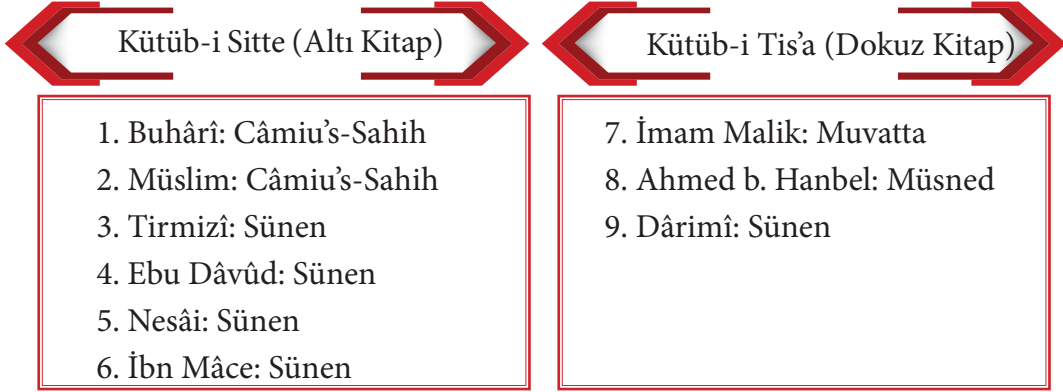 Kütüb-i Sitte (Altı Kitap)
1. Buhârî: Câmiu’s-Sahih
2. Müslim: Câmiu’s-Sahih
3. Tirmizî: Sünen
4. Ebu Dâvûd: Sünen
5. Nesâi: Sünen
6. İbn Mâce: Sünen
Kütüb-i Tis’a (Dokuz Kitap)
7. İmam Malik: Muvatta
8. Ahmed b. Hanbel: Müsned
9. Dârimî: Sünen